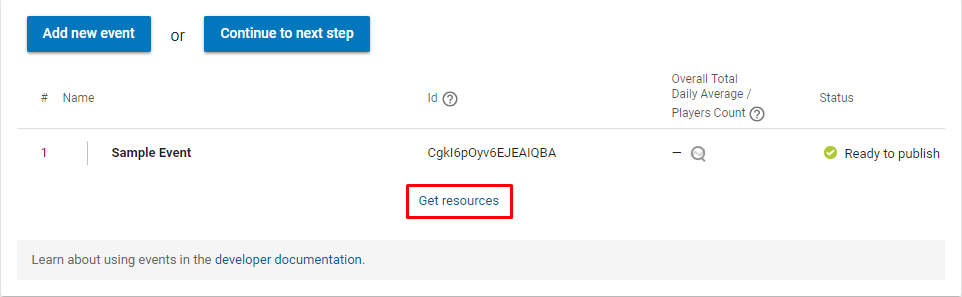 Add new event or Continue to next step
Overall Total
Daily Average /
# Name Id ? Players Count ? Status
1 Sample Event CgkI6pOyv6EJEAIQBA – Ready to publish
Get resources
Learn about using events in the developer documentation.